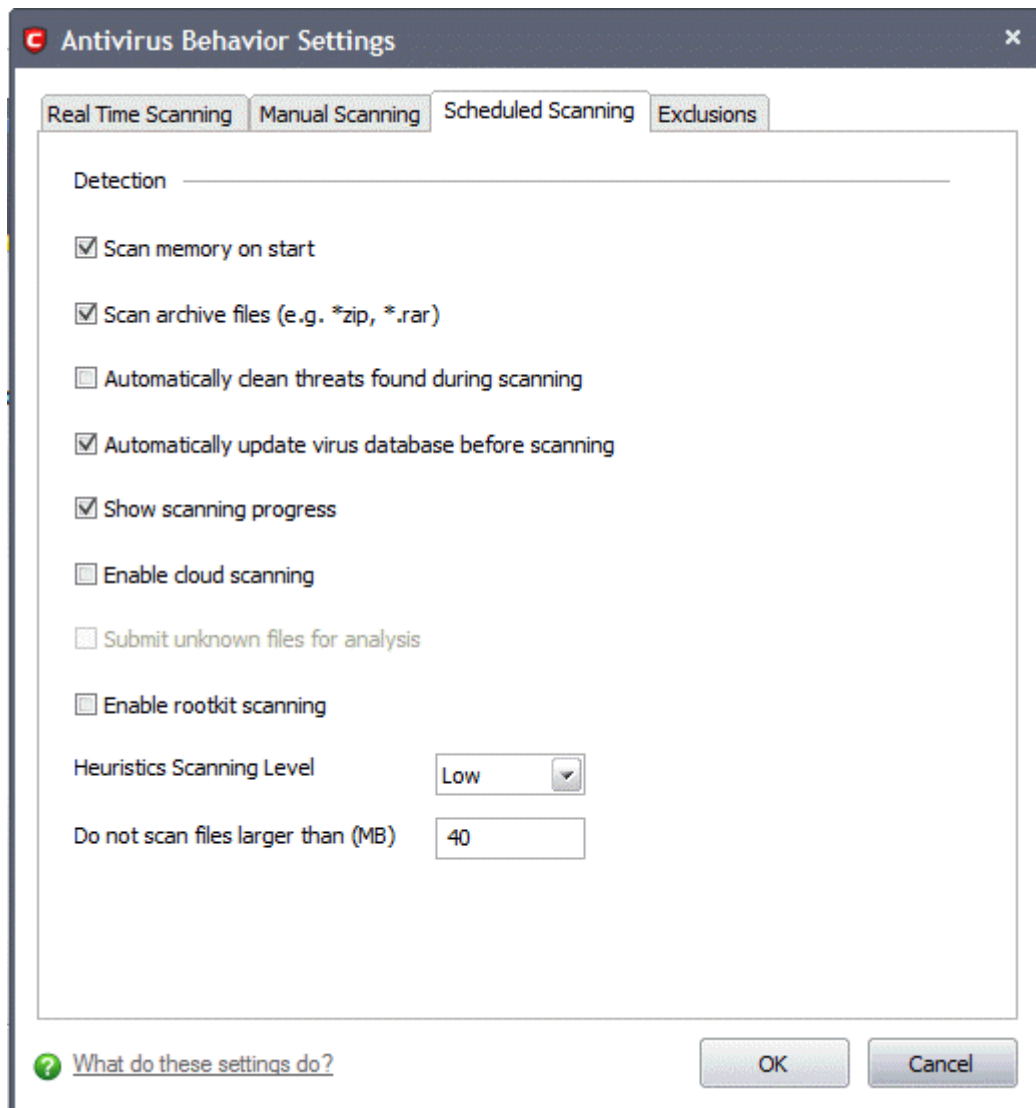 Antivirus Behavior Settings
Real Time Scanning
Manual Scanning
Scheduled Scanning
Exclusions
Detection
Scan memory on start
Scan archive files (e.g. *zip, *.rar)
Automatically clean threats found during scanning
Automatically update virus database before scanning
Show scanning progress
Enable cloud scanning
Submit unknown files for analysis
Enable rootkit scanning
Heuristics Scanning Level
Low
Do not scan files larger than (MB)
40
What do these settings do?
OK
Cancel